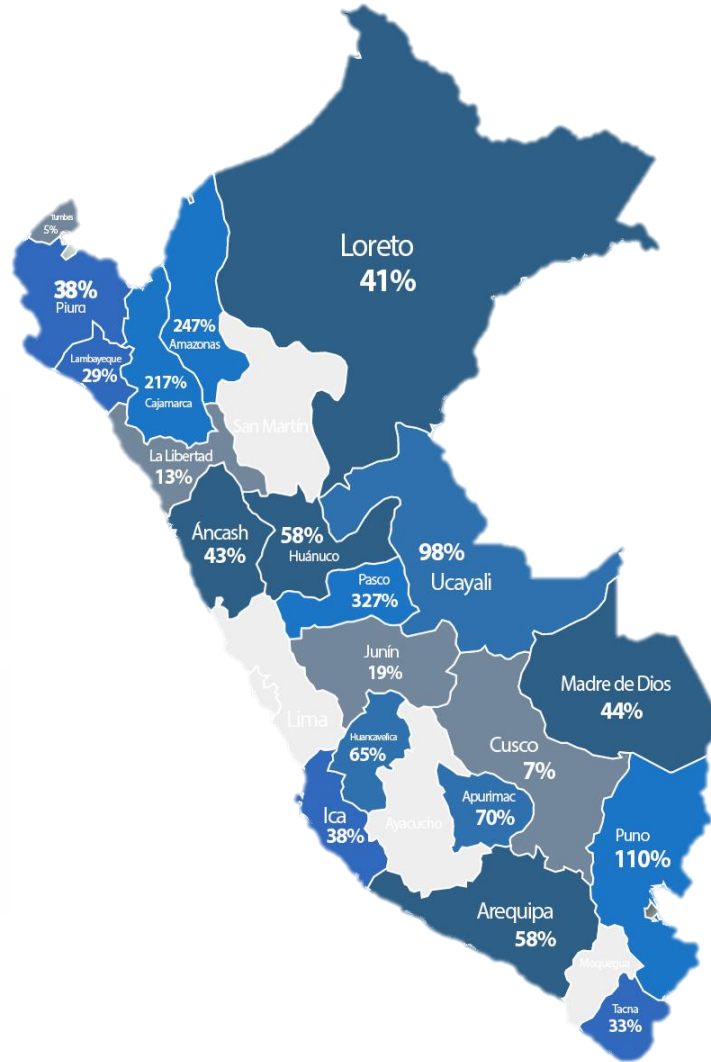 Loreto
41%
Tumbes
5%
38%
Piura
247%
Amazonas
Lambayeque
29%
217%
Cajamarca
San Martín
La Libertad
13%
Áncash
43%
58%
Huánuco
98%
Ucayali
Pasco
327%
Junín
19%
Madre de Dios
44%
Lima
Huancavelica
65%
Cusco
7%
Ica
38%
Ayacucho
Apurimac
70%
Puno
110%
Arequipa
58%
Moquegua
Tacna
33%